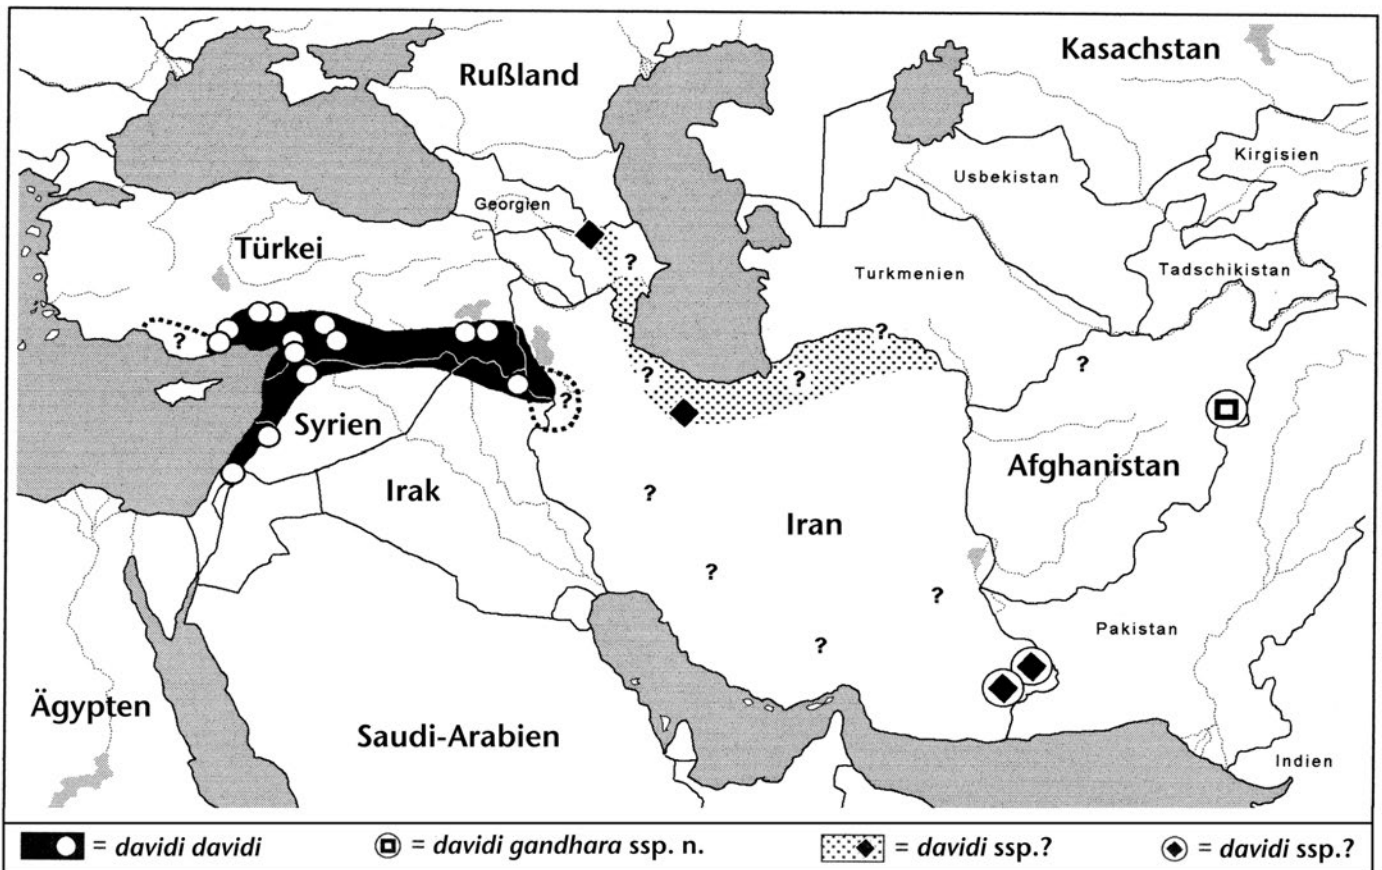 Kasachstan
Rußland
Kirgisien
Usbekistan
Georgien
Türkei
?
Turkmenien
Tadschikistan
?
?
?
?
?
?
Syrien
Afghanistan
Irak
?
Iran
?
?
Pakistan
?
Ägypten
Saudi-Arabien
Indien
= davidi davidi = davidi gandhara ssp. n. = davidi ssp.? = davidi ssp.?